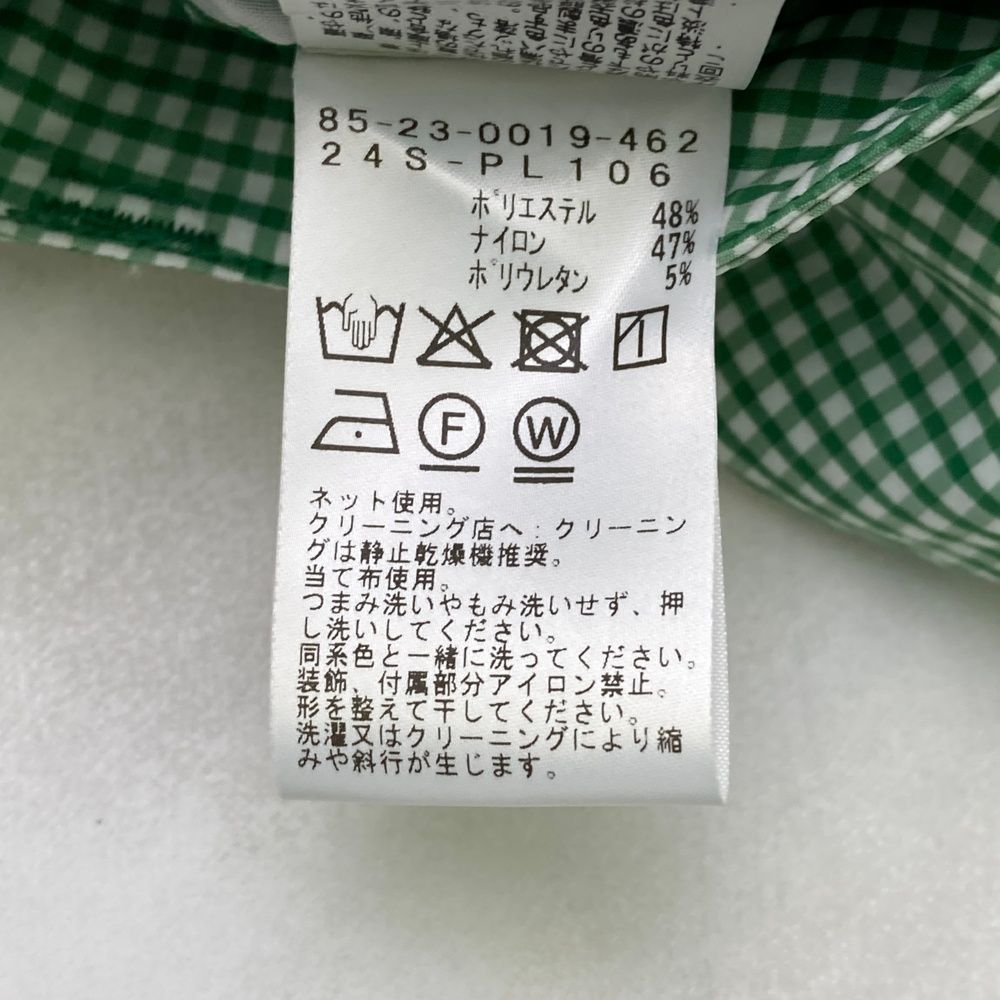 85-23-0019-462
24S-PL106
ポリエステル 48%
ナイロン 47%
ポリウレタン 5%
F W
ネット使用。
クリーニング店へ:クリーニン
グは静止乾燥機推奨。
当て布使用。
つまみ洗いやもみ洗いせず、押
し洗いしてください。
同系色と一緒に洗ってください。
装飾、付属部分アイロン禁止。
形を整えて干してください。
洗濯又はクリーニングにより縮
みや斜行が生じます。